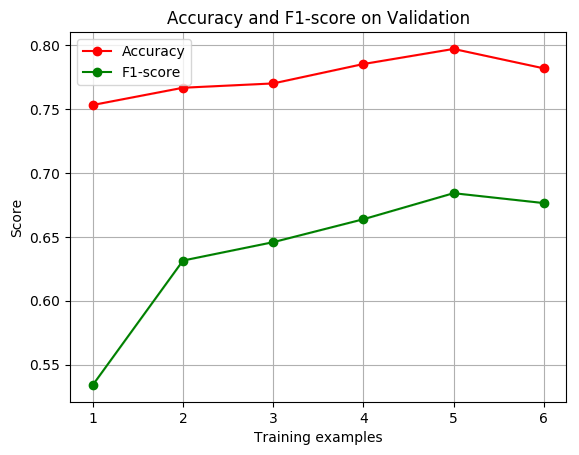 Accuracy and F1-score on Validation
Accuracy
F1-score
0.80
0.75
0.70
0.65
0.60
0.55
Score
1 2 3 4 5 6
Training examples